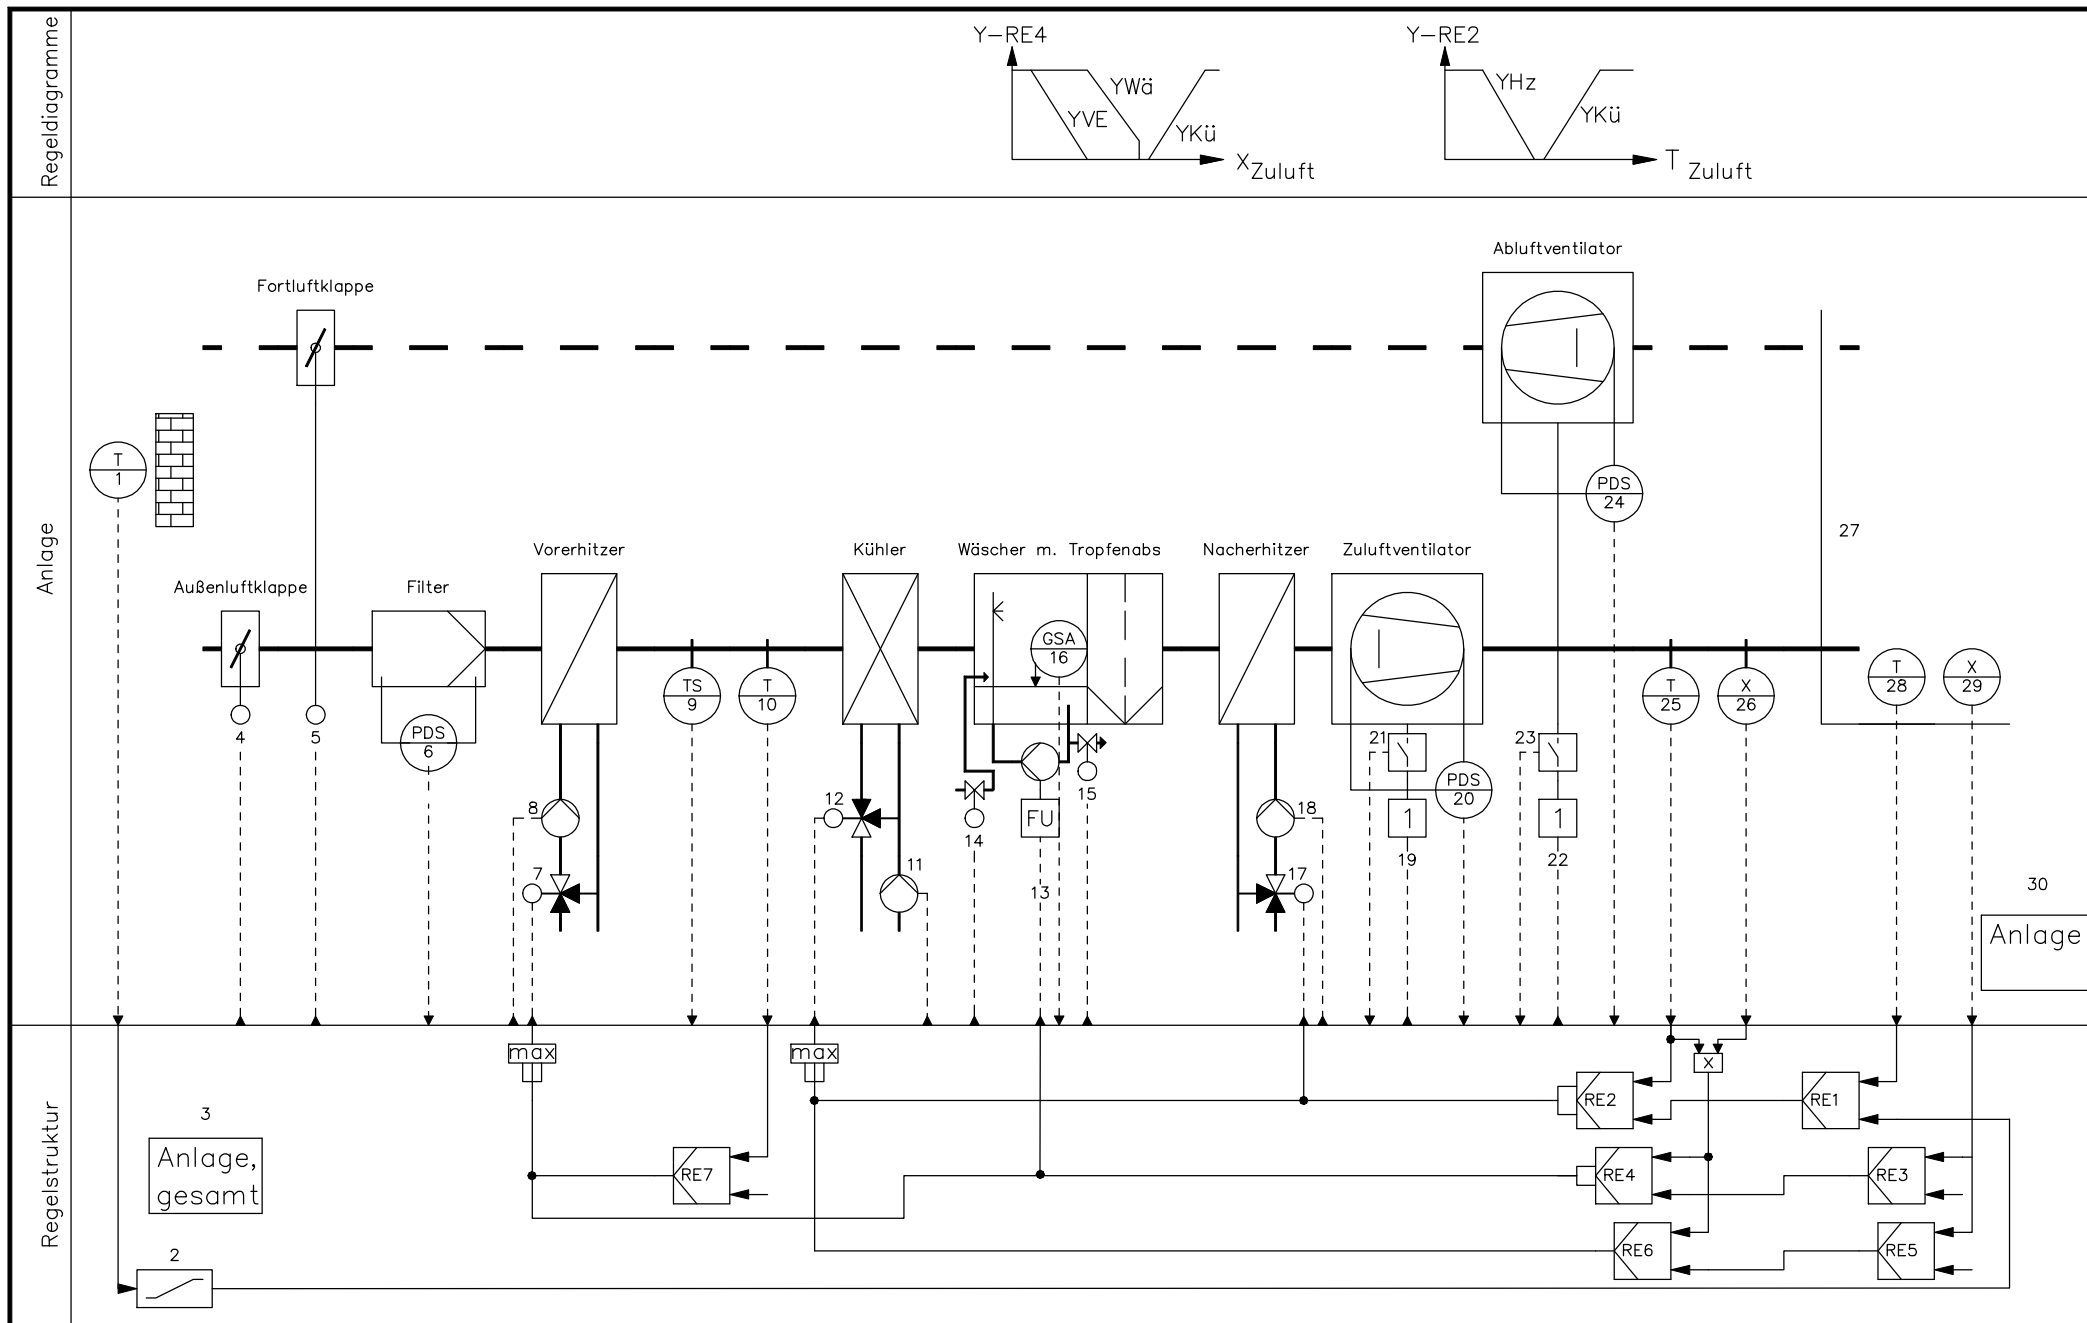 Regeldiagramme
Y-RE4
YWä
YVE
YKü
X Zuluft
Y-RE2
YHz
YKü
T Zuluft
Anlage
Abluftventilator
Fortluftklappe
T
1
PDS
24
27
Vorerhitzer
Kühler
Wäscher m. Tropfenabs
Nacherhitzer
Zuluftventilator
Außenluftklappe
Filter
GSA
16
T
28
X
29
TS
9
T
10
T
25
X
26
4
5
PDS
6
21
23
PDS
20
15
8
12
14
FU
18
1
1
19
22
7
11
13
17
30
Anlage
Regelstruktur
max
max
x
RE2
RE1
3
Anlage,
gesamt
RE7
RE4
RE3
2
RE6
RE5